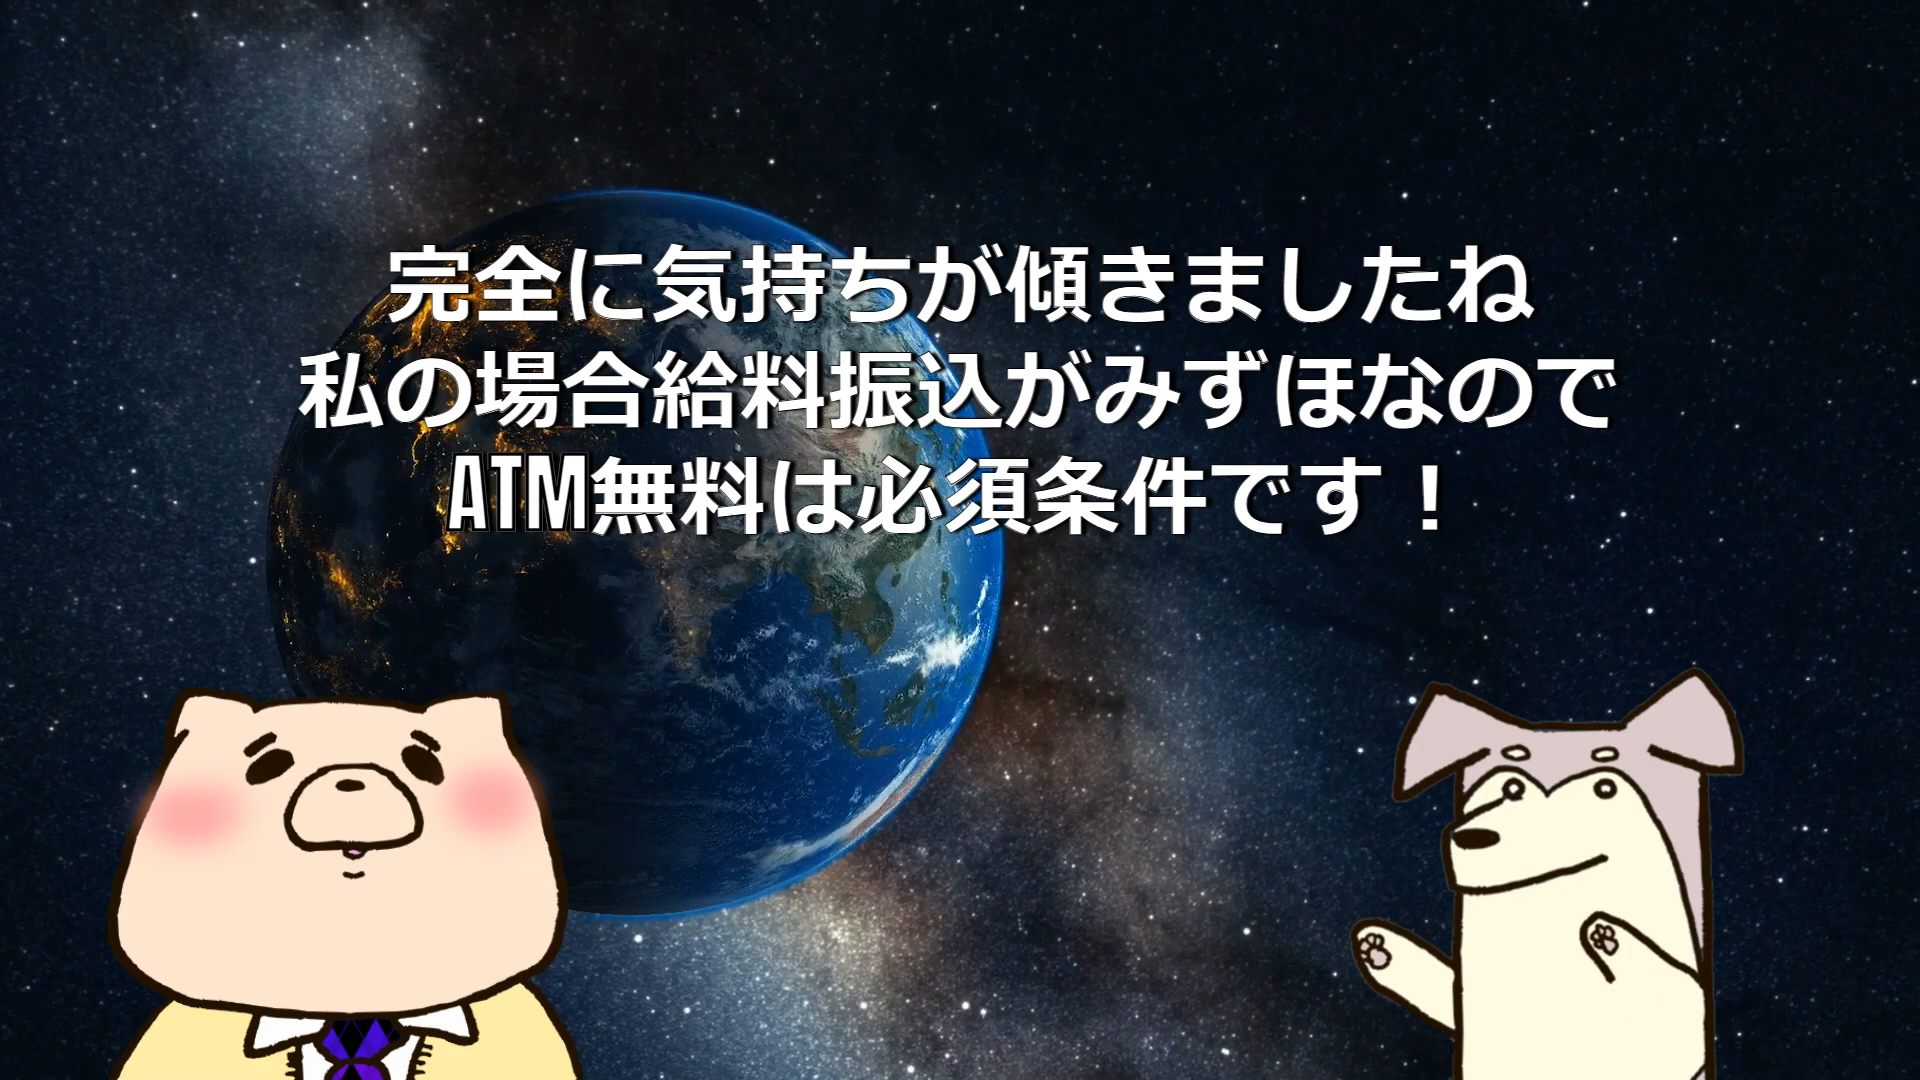 完全に気持ちが傾きましたね
私の場合給料振込がみずほなので
ATM無料は必須条件です！